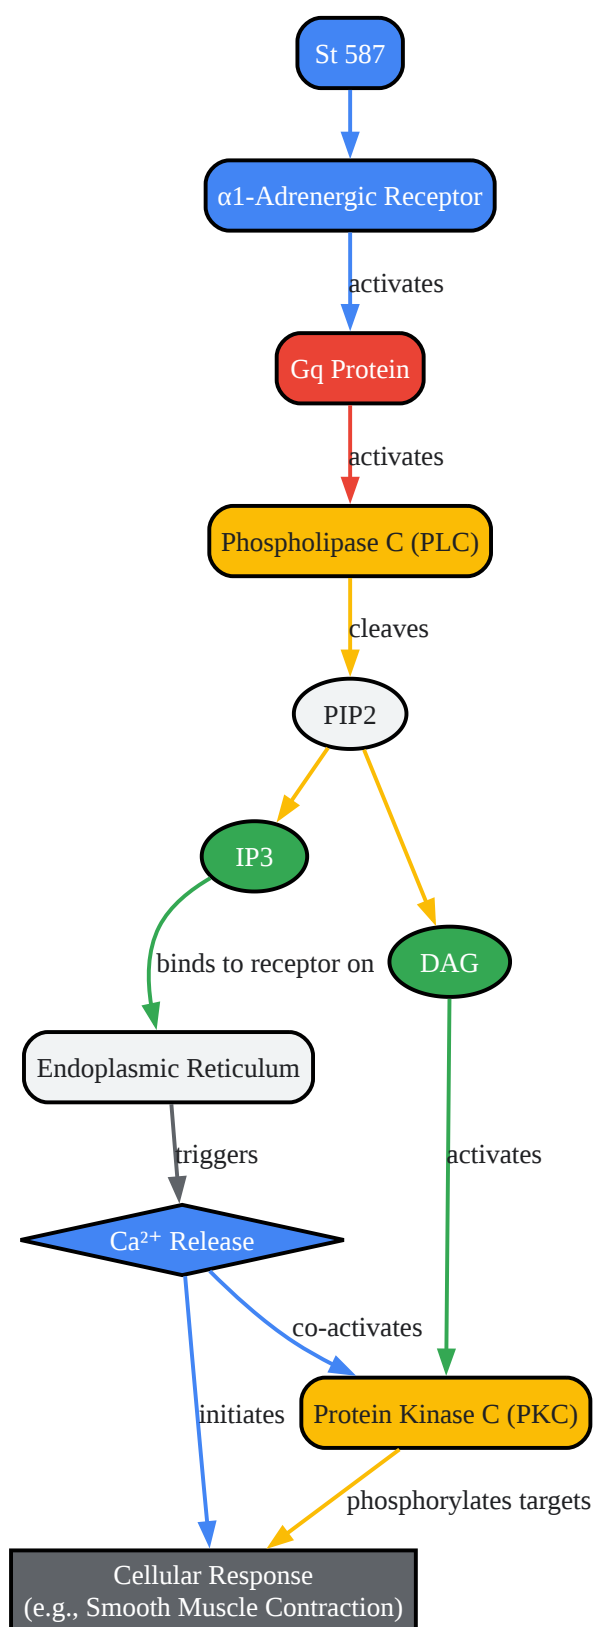 St 587
α1-Adrenergic Receptor
activates
Gq Protein
activates
Phospholipase C (PLC)
cleaves
PIP2
IP3
binds to receptor on
DAG
Endoplasmic Reticulum
triggers
activates
Ca²⁺ Release
co-activates
initiates
Protein Kinase C (PKC)
phosphorylates targets
Cellular Response
(e.g., Smooth Muscle Contraction)